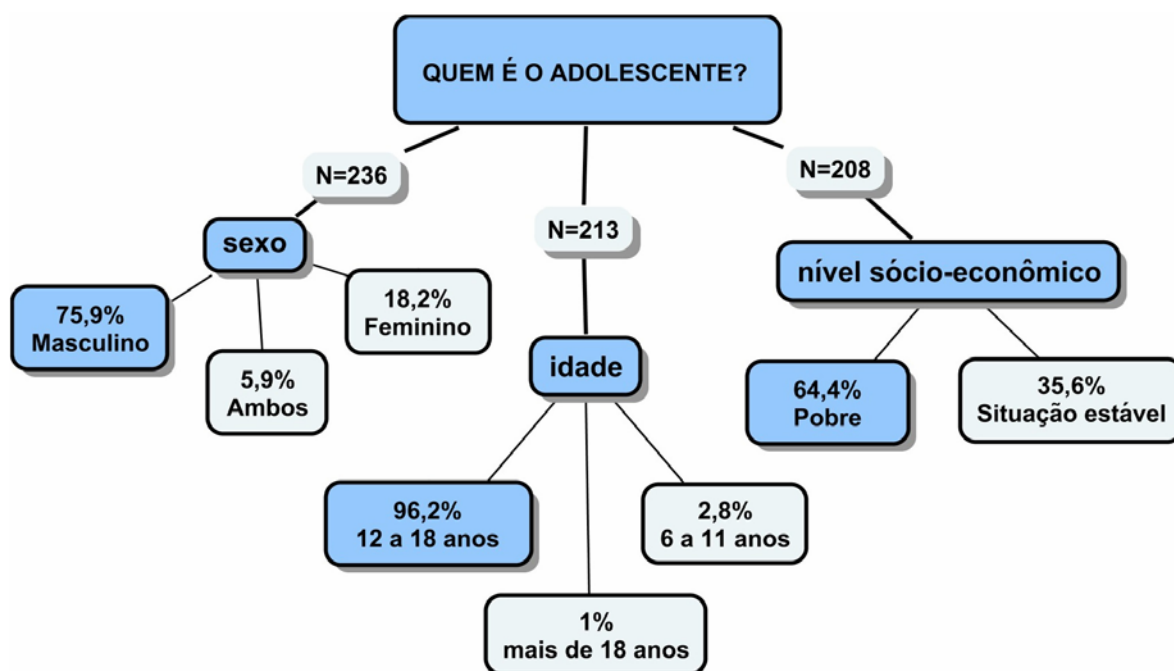 QUEM É O ADOLESCENTE?
N=236
N=213
N=208
sexo
75,9%
Masculino
5,9%
Ambos
18,2%
Feminino
idade
96,2%
12 a 18 anos
1%
mais de 18 anos
2,8%
6 a 11 anos
nível sócio-econômico
64,4%
Pobre
35,6%
Situação estável